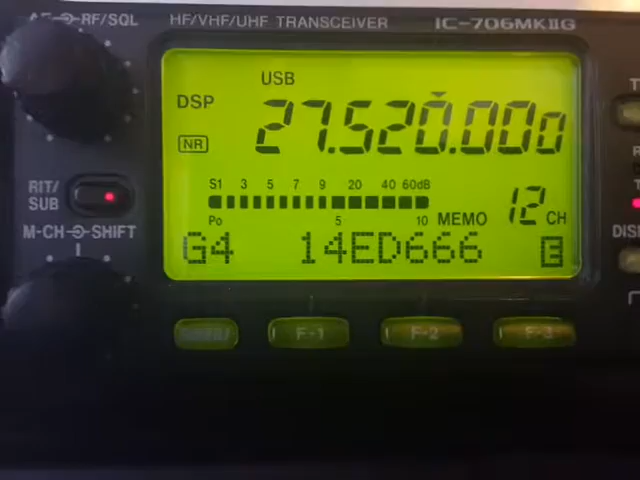 AF RF/SQL HF/VHF/UHF TRANSCEIVER IC-706MKIIG
USB
DSP 27.520.000
NR
S1 3 5 7 9 20 40 60dB
RIT/
SUB
Po 5 10 MEMO 12 CH
M-CH SHIFT
G4 14ED666 E
F-1 F-2 F-3